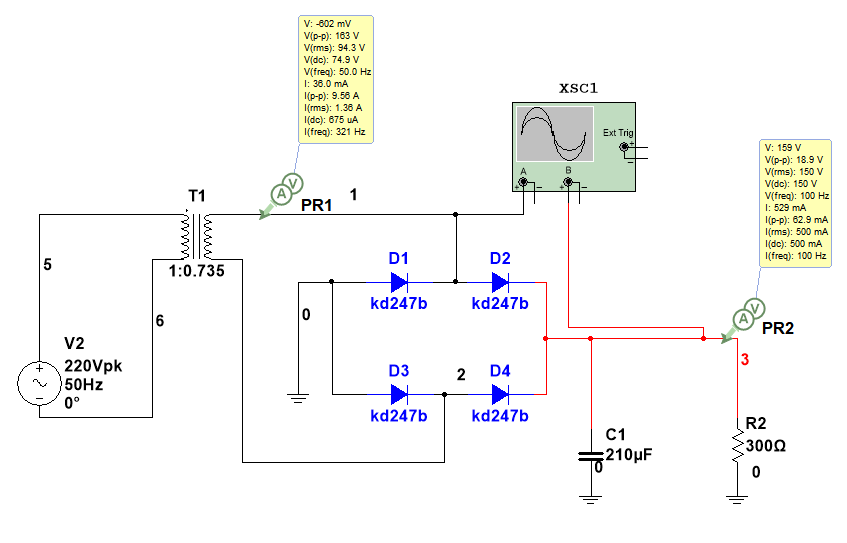 V: -602 mV
V(p-p): 163 V
V(rms): 94.3 V
V(dc): 74.9 V
V(freq): 50.0 Hz
I: 36.0 mA
I(p-p): 9.56 A
I(rms): 1.36 A
I(dc): 675 uA
I(freq): 321 Hz
XSC1
Ext Trig
+
_
A
B
+
_
+
_
V: 159 V
V(p-p): 18.9 V
V(rms): 150 V
V(dc): 150 V
V(freq): 100 Hz
I: 529 mA
I(p-p): 62.9 mA
I(rms): 500 mA
I(dc): 500 mA
I(freq): 100 Hz
A V
PR1
1
T1
1:0.735
5
6
D1
kd247b
D2
kd247b
0
A V
PR2
3
V2
220Vpk
50Hz
0°
D3
kd247b
2
D4
kd247b
C1
210µF
0
R2
300Ω
0